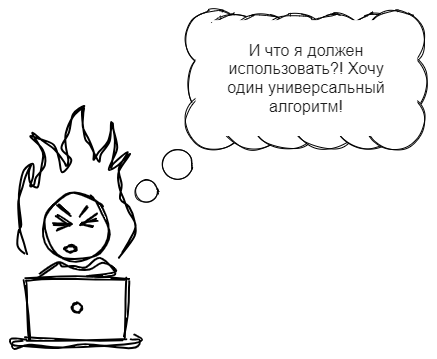 И что я должен
использовать?! Хочу
один универсальный
алгоритм!